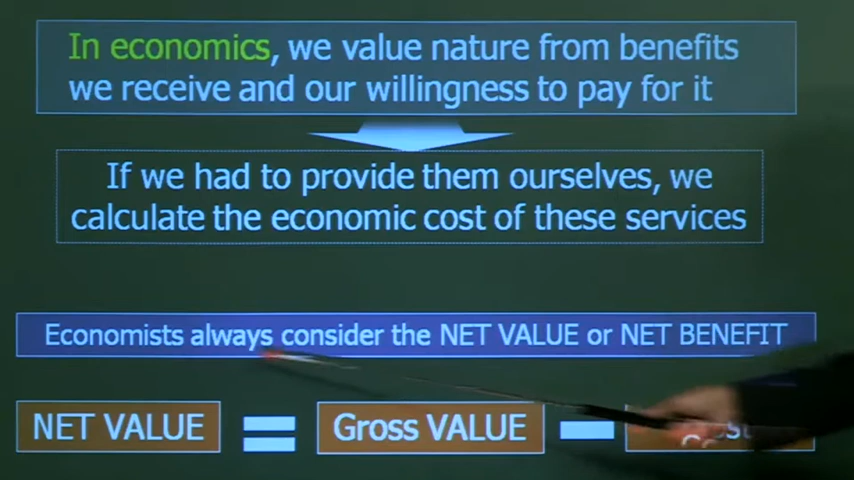 In economics, we value nature from benefits
we receive and our willingness to pay for it
If we had to provide them ourselves, we
calculate the economic cost of these services
Economists always consider the NET VALUE or NET BENEFIT
NET VALUE = Gross VALUE −